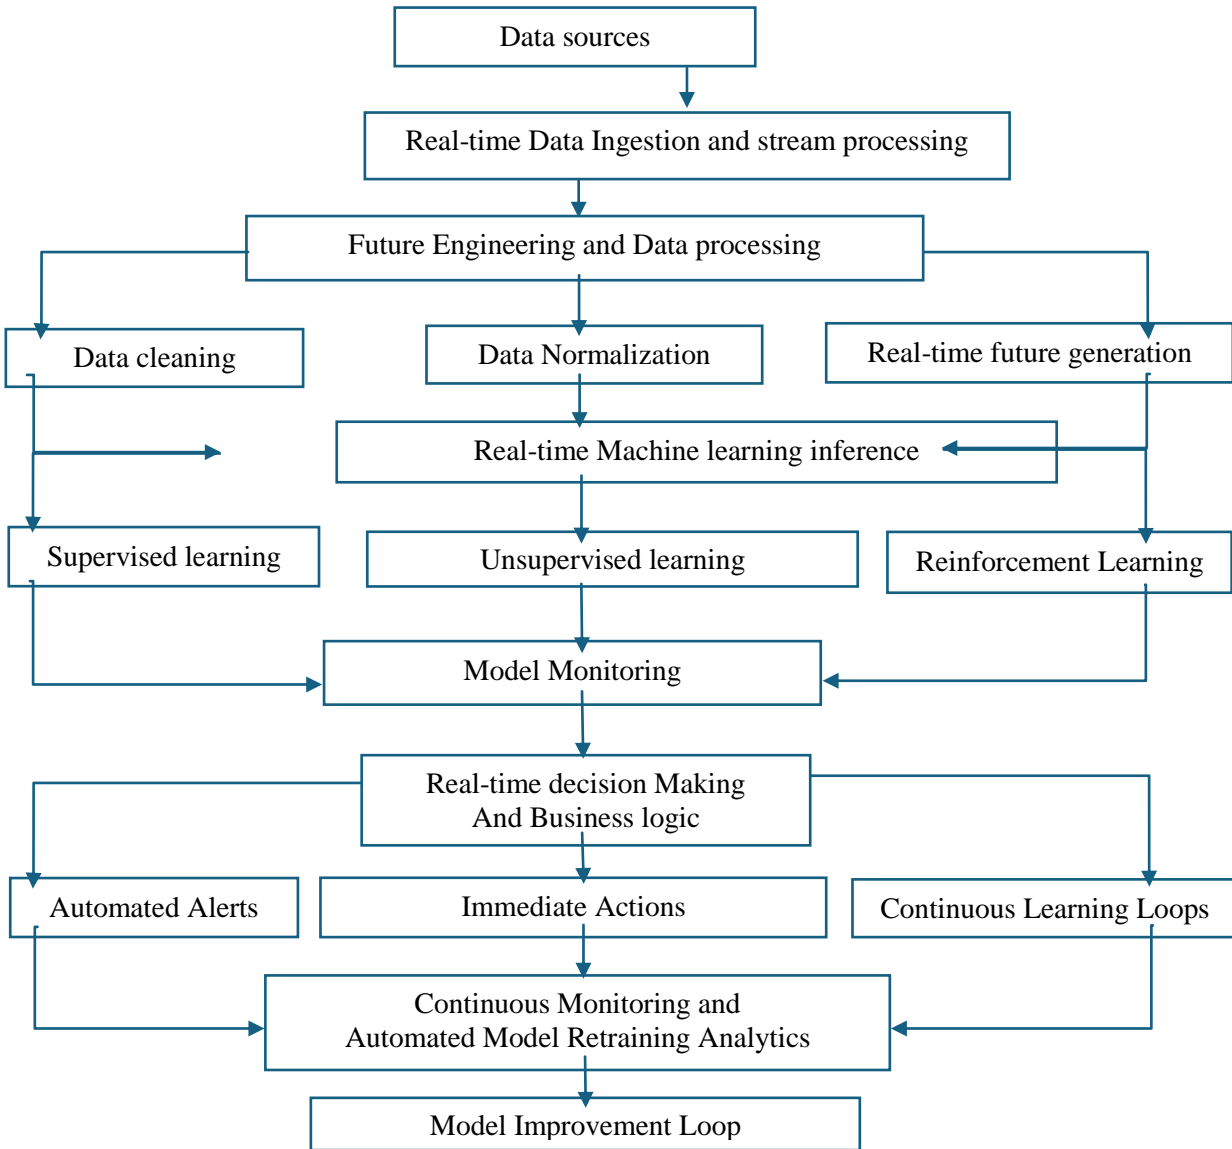 Data sources
Real-time Data Ingestion and stream processing
Future Engineering and Data processing
Data cleaning
Data Normalization
Real-time future generation
Real-time Machine learning inference
Supervised learning
Unsupervised learning
Reinforcement Learning
Model Monitoring
Real-time decision Making
And Business logic
Automated Alerts
Immediate Actions
Continuous Learning Loops
Continuous Monitoring and
Automated Model Retraining Analytics
Model Improvement Loop